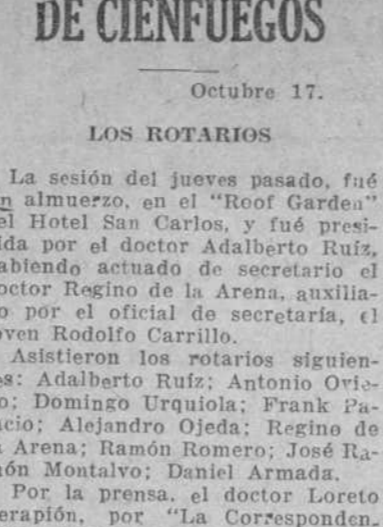 DE CIENFUEGOS
Octubre 17.
LOS ROTARIOS
La sesión del jueves pasado, fué
en almuerzo, en el "Roof Garden"
el Hotel San Carlos, y fué presi-
ida por el doctor Adalberto Ruíz,
abiendo actuado de secretario el
octor Regino de la Arena, auxilia-
o por el oficial de secretaría, el
oven Rodolfo Carrillo.
Asistieron los rotarios siguien-
es: Adalberto Ruíz; Antonio Ovie-
o; Domingo Urquiola; Frank Pa-
acio; Alejandro Ojeda; Regino de
a Arena; Ramón Romero; José Ra-
món Montalvo; Daniel Armada.
Por la prensa, el doctor Loreto
erapión, por "La Corresponden-